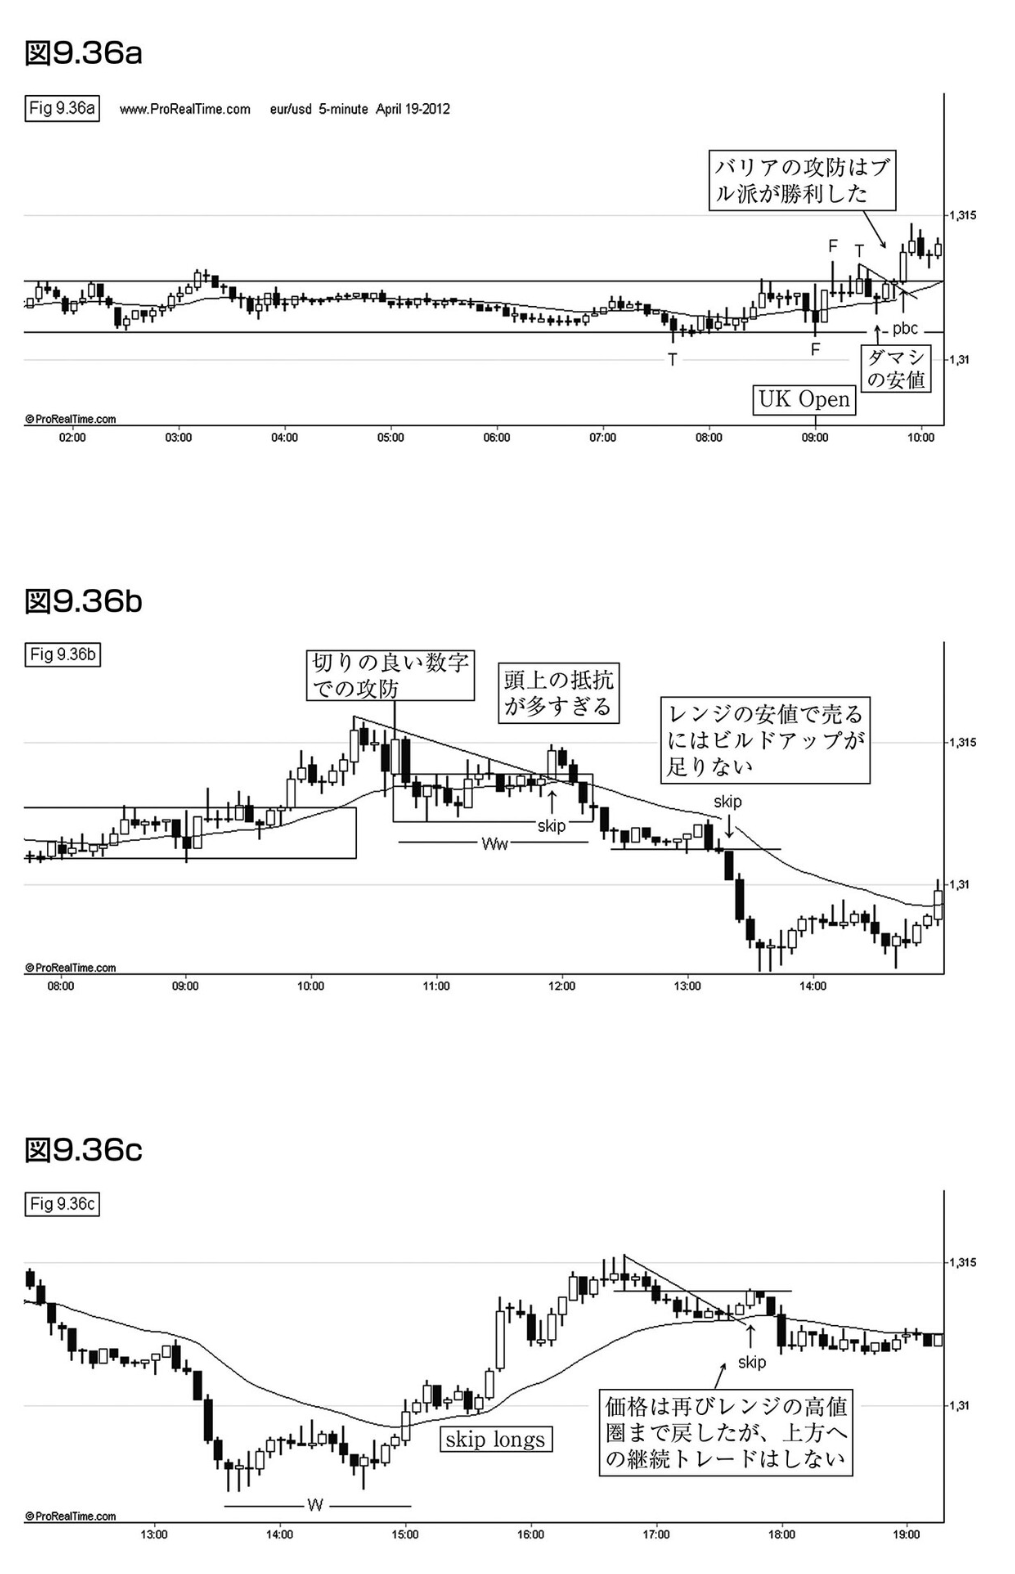 図9.36a
Fig 9.36a www.ProRealTime.com eur/usd 5-minute April 19-2012
バリアの攻防はブ
ル派が勝利した
1,315
F T
pbc
T
F
ダマシ
の安値
1,31
UK Open
©ProRealTime.com
02:00 03:00 04:00 05:00 06:00 07:00 08:00 09:00 10:00
図9.36b
Fig 9.36b
切りの良い数字
での攻防
頭上の抵抗
が多すぎる
レンジの安値で売る
にはビルドアップが
足りない
1,315
skip
skip
Ww
1,31
©ProRealTime.com
08:00 09:00 10:00 11:00 12:00 13:00 14:00
図9.36c
Fig 9.36c
1,315
skip
1,31
価格は再びレンジの高値
圏まで戻したが、上方へ
の継続トレードはしない
skip longs
W
©ProRealTime.com
13:00 14:00 15:00 16:00 17:00 18:00 19:00